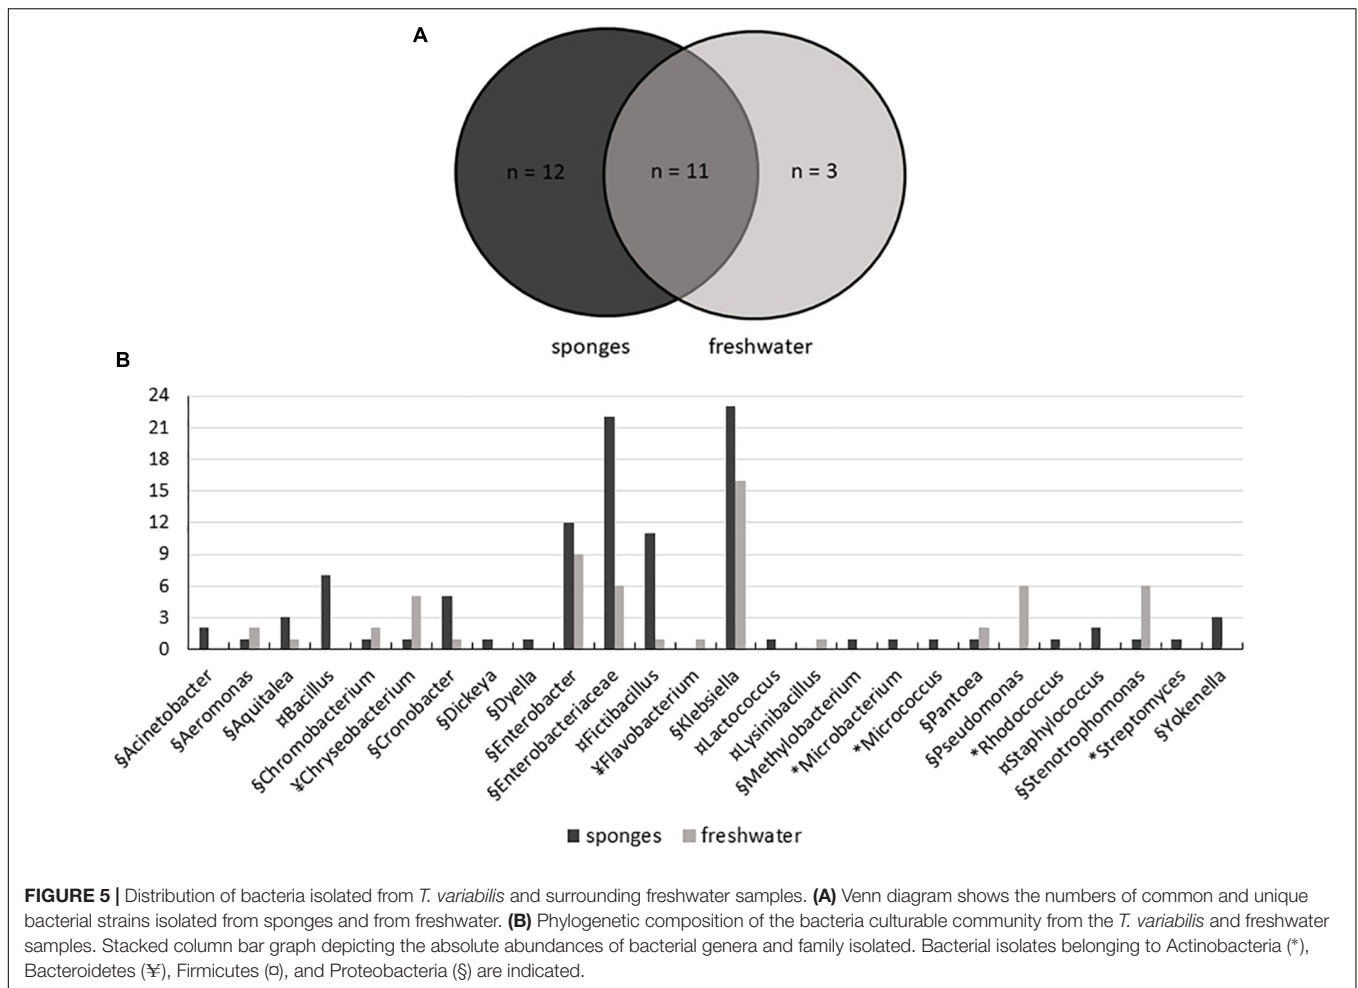 A
n = 12
n = 11
n = 3
sponges
freshwater
B
24
21
18
15
12
9
6
3
0
§Acinetobacter
§Aeromonas
§Aquitalea
¤Bacillus
§Chromobacterium
¥Chryseobacterium
§Cronobacter
§Dickeya
§Dyella
§Enterobacter
§Enterobacteriaceae
¤Fictibacillus
¥Flavobacterium
§Klebsiella
¤Lactococcus
¤Lysinibacillus
§Methylobacterium
*Microbacterium
*Micrococcus
§Pantoea
§Pseudomonas
*Rhodococcus
¤Staphylococcus
§Stenotrophomonas
*Streptomyces
§Yokenella
sponges
freshwater
FIGURE 5 | Distribution of bacteria isolated from T. variabilis and surrounding freshwater samples. (A) Venn diagram shows the numbers of common and unique
bacterial strains isolated from sponges and from freshwater. (B) Phylogenetic composition of the bacteria culturable community from the T. variabilis and freshwater
samples. Stacked column bar graph depicting the absolute abundances of bacterial genera and family isolated. Bacterial isolates belonging to Actinobacteria (*),
Bacteroidetes (¥), Firmicutes (¤), and Proteobacteria (§) are indicated.